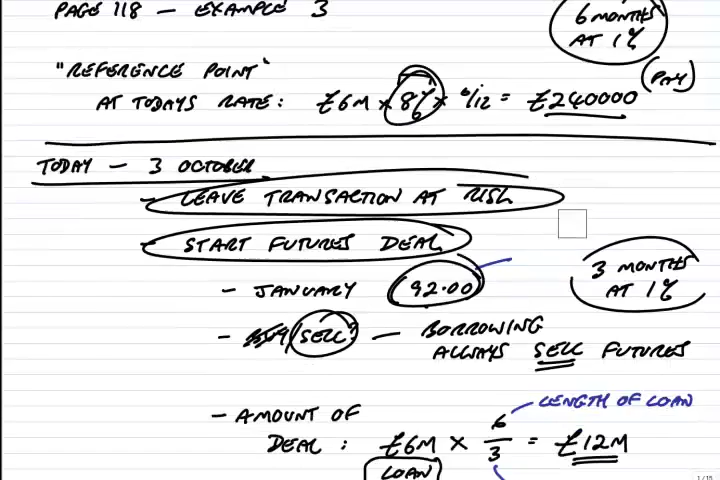 PAGE 118 — EXAMPLE 3
6 MONTHS
AT 1%
"REFERENCE POINT"
AT TODAYS RATE: £6M × 8% × 6/12 = £240000 (PAY)
TODAY — 3 OCTOBER
- LEAVE TRANSACTION AT RISK
- START FUTURES DEAL
- JANUARY 92.00
3 MONTHS
AT 1%
- BUY/SELL? — BORROWING
ALWAYS SELL FUTURES
- AMOUNT OF
DEAL: £6M × 6/3 = £12M
LENGTH OF LOAN
LOAN
1/15